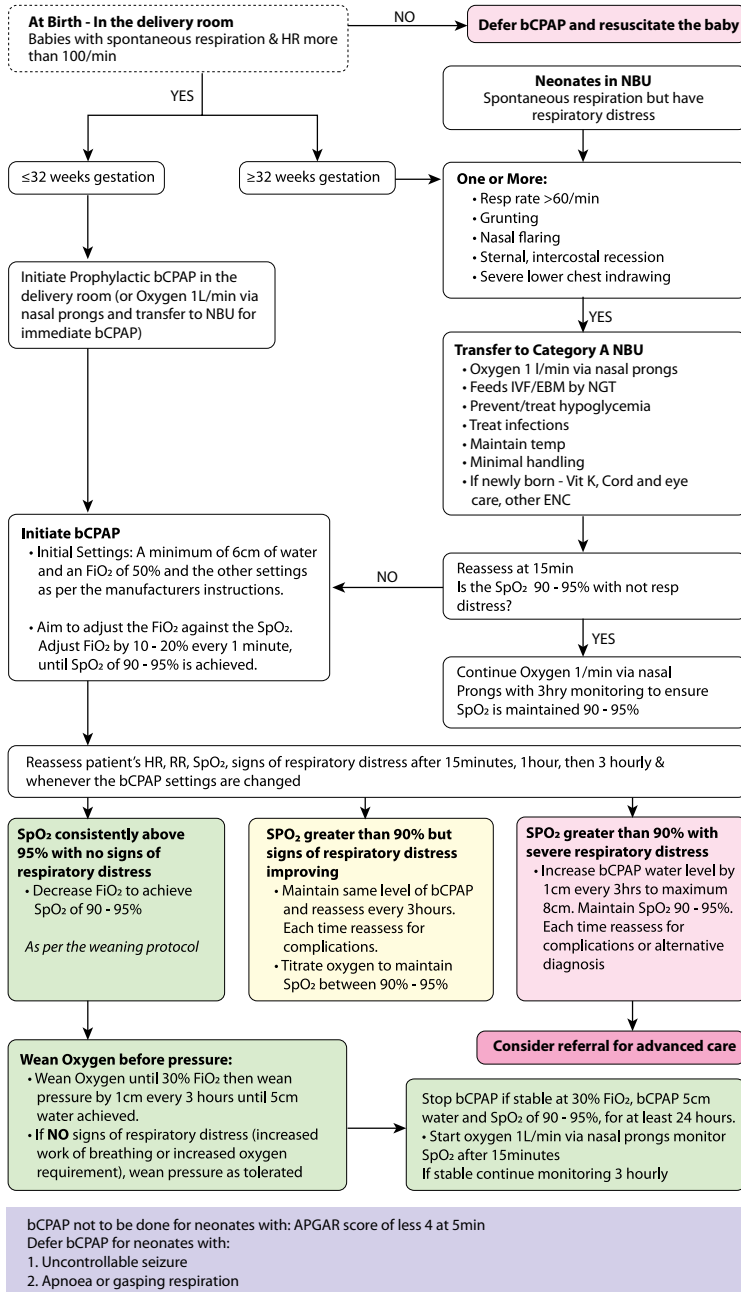 At Birth - In the delivery room
Babies with spontaneous respiration & HR more
than 100/min
NO
Defer bCPAP and resuscitate the baby
YES
Neonates in NBU
Spontaneous respiration but have
respiratory distress
≤32 weeks gestation
≥32 weeks gestation
One or More:
• Resp rate >60/min
• Grunting
• Nasal flaring
• Sternal, intercostal recession
• Severe lower chest indrawing
Initiate Prophylactic bCPAP in the
delivery room (or Oxygen 1L/min via
nasal prongs and transfer to NBU for
immediate bCPAP)
YES
Transfer to Category A NBU
• Oxygen 1 l/min via nasal prongs
• Feeds IVF/EBM by NGT
• Prevent/treat hypoglycemia
• Treat infections
• Maintain temp
• Minimal handling
• If newly born - Vit K, Cord and eye
care, other ENC
Initiate bCPAP
• Initial Settings: A minimum of 6cm of water
and an FiO₂ of 50% and the other settings
as per the manufacturers instructions.
• Aim to adjust the FiO₂ against the SpO₂.
Adjust FiO₂ by 10 - 20% every 1 minute,
until SpO₂ of 90 - 95% is achieved.
NO
Reassess at 15min
Is the SpO₂ 90 - 95% with not resp
distress?
YES
Continue Oxygen 1/min via nasal
Prongs with 3hry monitoring to ensure
SpO₂ is maintained 90 - 95%
Reassess patient's HR, RR, SpO₂, signs of respiratory distress after 15minutes, 1hour, then 3 hourly &
whenever the bCPAP settings are changed
SpO₂ consistently above
95% with no signs of
respiratory distress
• Decrease FiO₂ to achieve
SpO₂ of 90 - 95%
As per the weaning protocol
SPO₂ greater than 90% but
signs of respiratory distress
improving
• Maintain same level of bCPAP
and reassess every 3hours.
Each time reassess for
complications.
• Titrate oxygen to maintain
SpO₂ between 90% - 95%
SPO₂ greater than 90% with
severe respiratory distress
• Increase bCPAP water level by
1cm every 3hrs to maximum
8cm. Maintain SpO₂ 90 - 95%.
Each time reassess for
complications or alternative
diagnosis
Consider referral for advanced care
Wean Oxygen before pressure:
• Wean Oxygen until 30% FiO₂ then wean
pressure by 1cm every 3 hours until 5cm
water achieved.
• If NO signs of respiratory distress (increased
work of breathing or increased oxygen
requirement), wean pressure as tolerated
Stop bCPAP if stable at 30% FiO₂, bCPAP 5cm
water and SpO₂ of 90 - 95%, for at least 24 hours.
• Start oxygen 1L/min via nasal prongs monitor
SpO₂ after 15minutes
If stable continue monitoring 3 hourly
bCPAP not to be done for neonates with: APGAR score of less 4 at 5min
Defer bCPAP for neonates with:
1. Uncontrollable seizure
2. Apnoea or gasping respiration